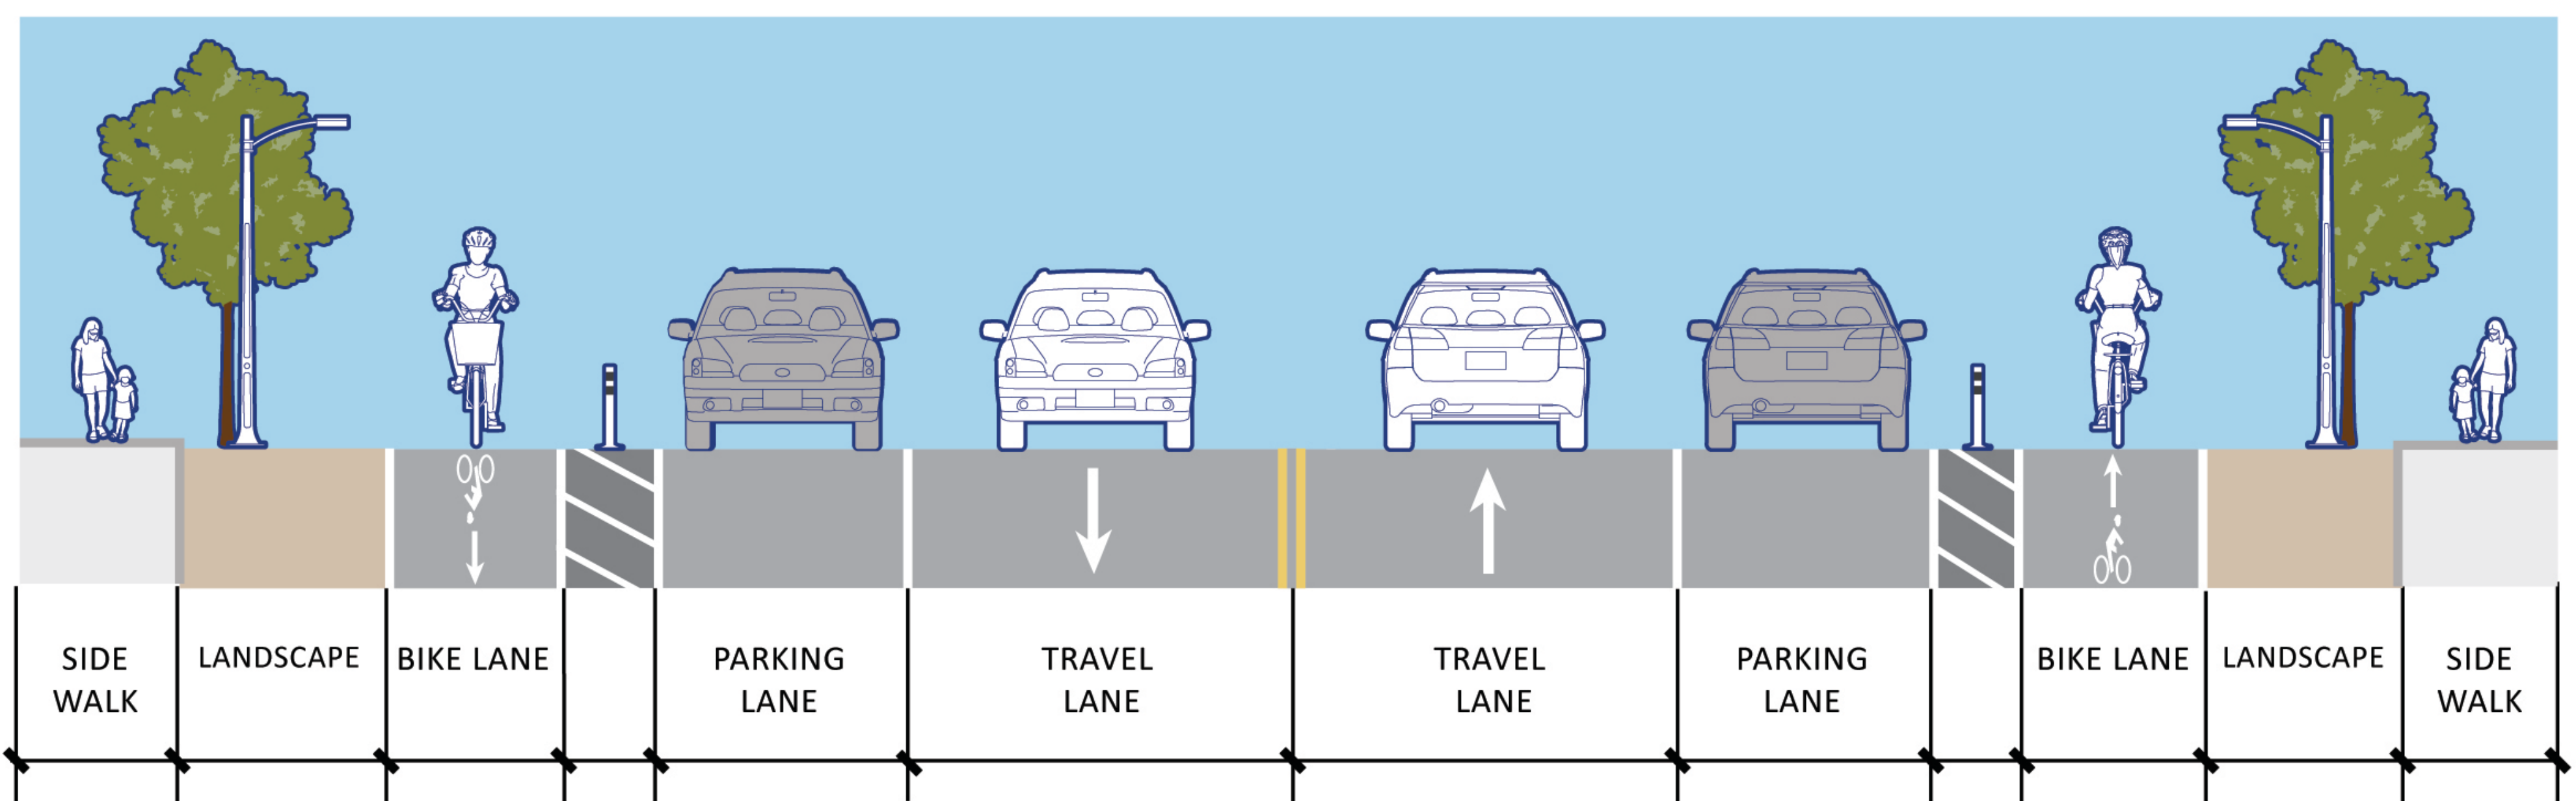 SIDE
WALK
LANDSCAPE
BIKE LANE
PARKING
LANE
TRAVEL
LANE
TRAVEL
LANE
PARKING
LANE
BIKE LANE
LANDSCAPE
SIDE
WALK